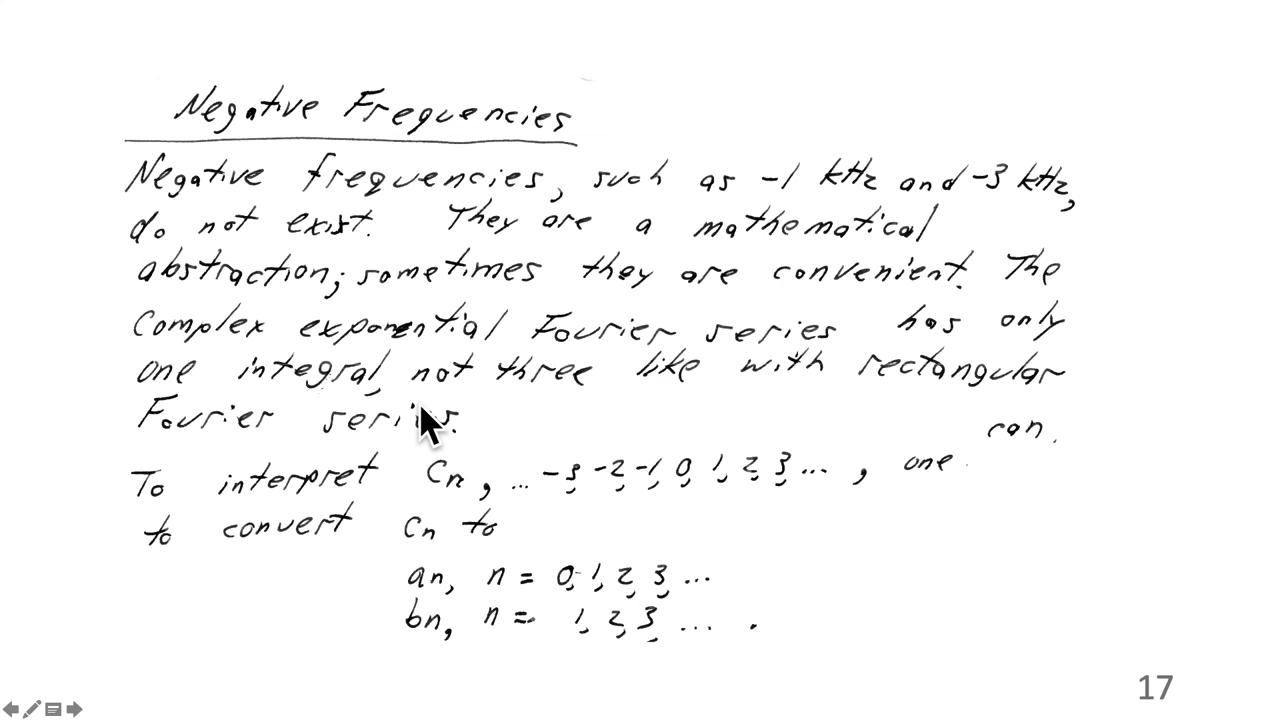 Negative Frequencies
Negative frequencies, such as -1 kHz and -3 kHz,
do not exist. They are a mathematical
abstraction; sometimes they are convenient. The
Complex exponential Fourier series has only
one integral, not three like with rectangular
Fourier series.
can.
To interpret Cn, ... -3, -2, -1, 0, 1, 2, 3, ... , one
to convert Cn to
an, n = 0, 1, 2, 3, ...
bn, n = 1, 2, 3, ... .
17